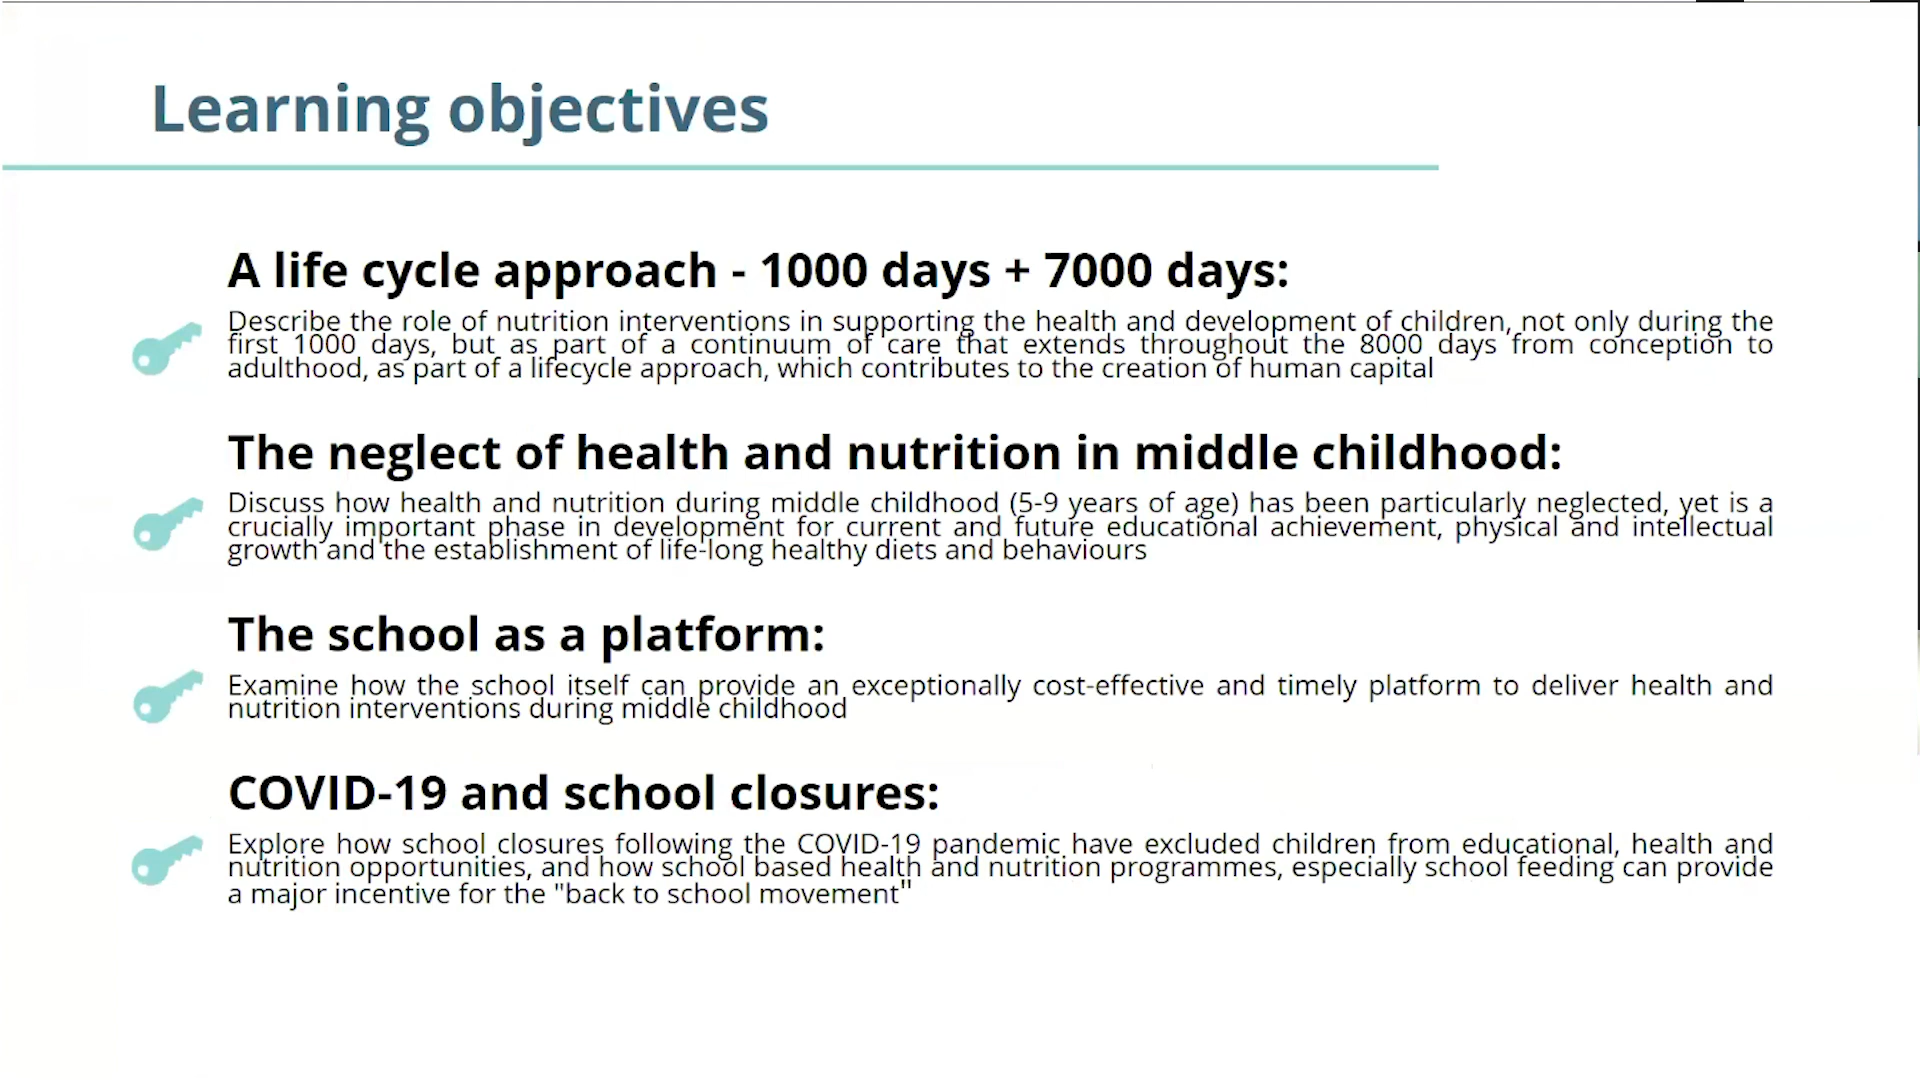 Learning objectives
A life cycle approach - 1000 days + 7000 days:
Describe the role of nutrition interventions in supporting the health and development of children, not only during the
first 1000 days, but as part of a continuum of care that extends throughout the 8000 days from conception to
adulthood, as part of a lifecycle approach, which contributes to the creation of human capital
The neglect of health and nutrition in middle childhood:
Discuss how health and nutrition during middle childhood (5-9 years of age) has been particularly neglected, yet is a
crucially important phase in development for current and future educational achievement, physical and intellectual
growth and the establishment of life-long healthy diets and behaviours
The school as a platform:
Examine how the school itself can provide an exceptionally cost-effective and timely platform to deliver health and
nutrition interventions during middle childhood
COVID-19 and school closures:
Explore how school closures following the COVID-19 pandemic have excluded children from educational, health and
nutrition opportunities, and how school based health and nutrition programmes, especially school feeding can provide
a major incentive for the "back to school movement"